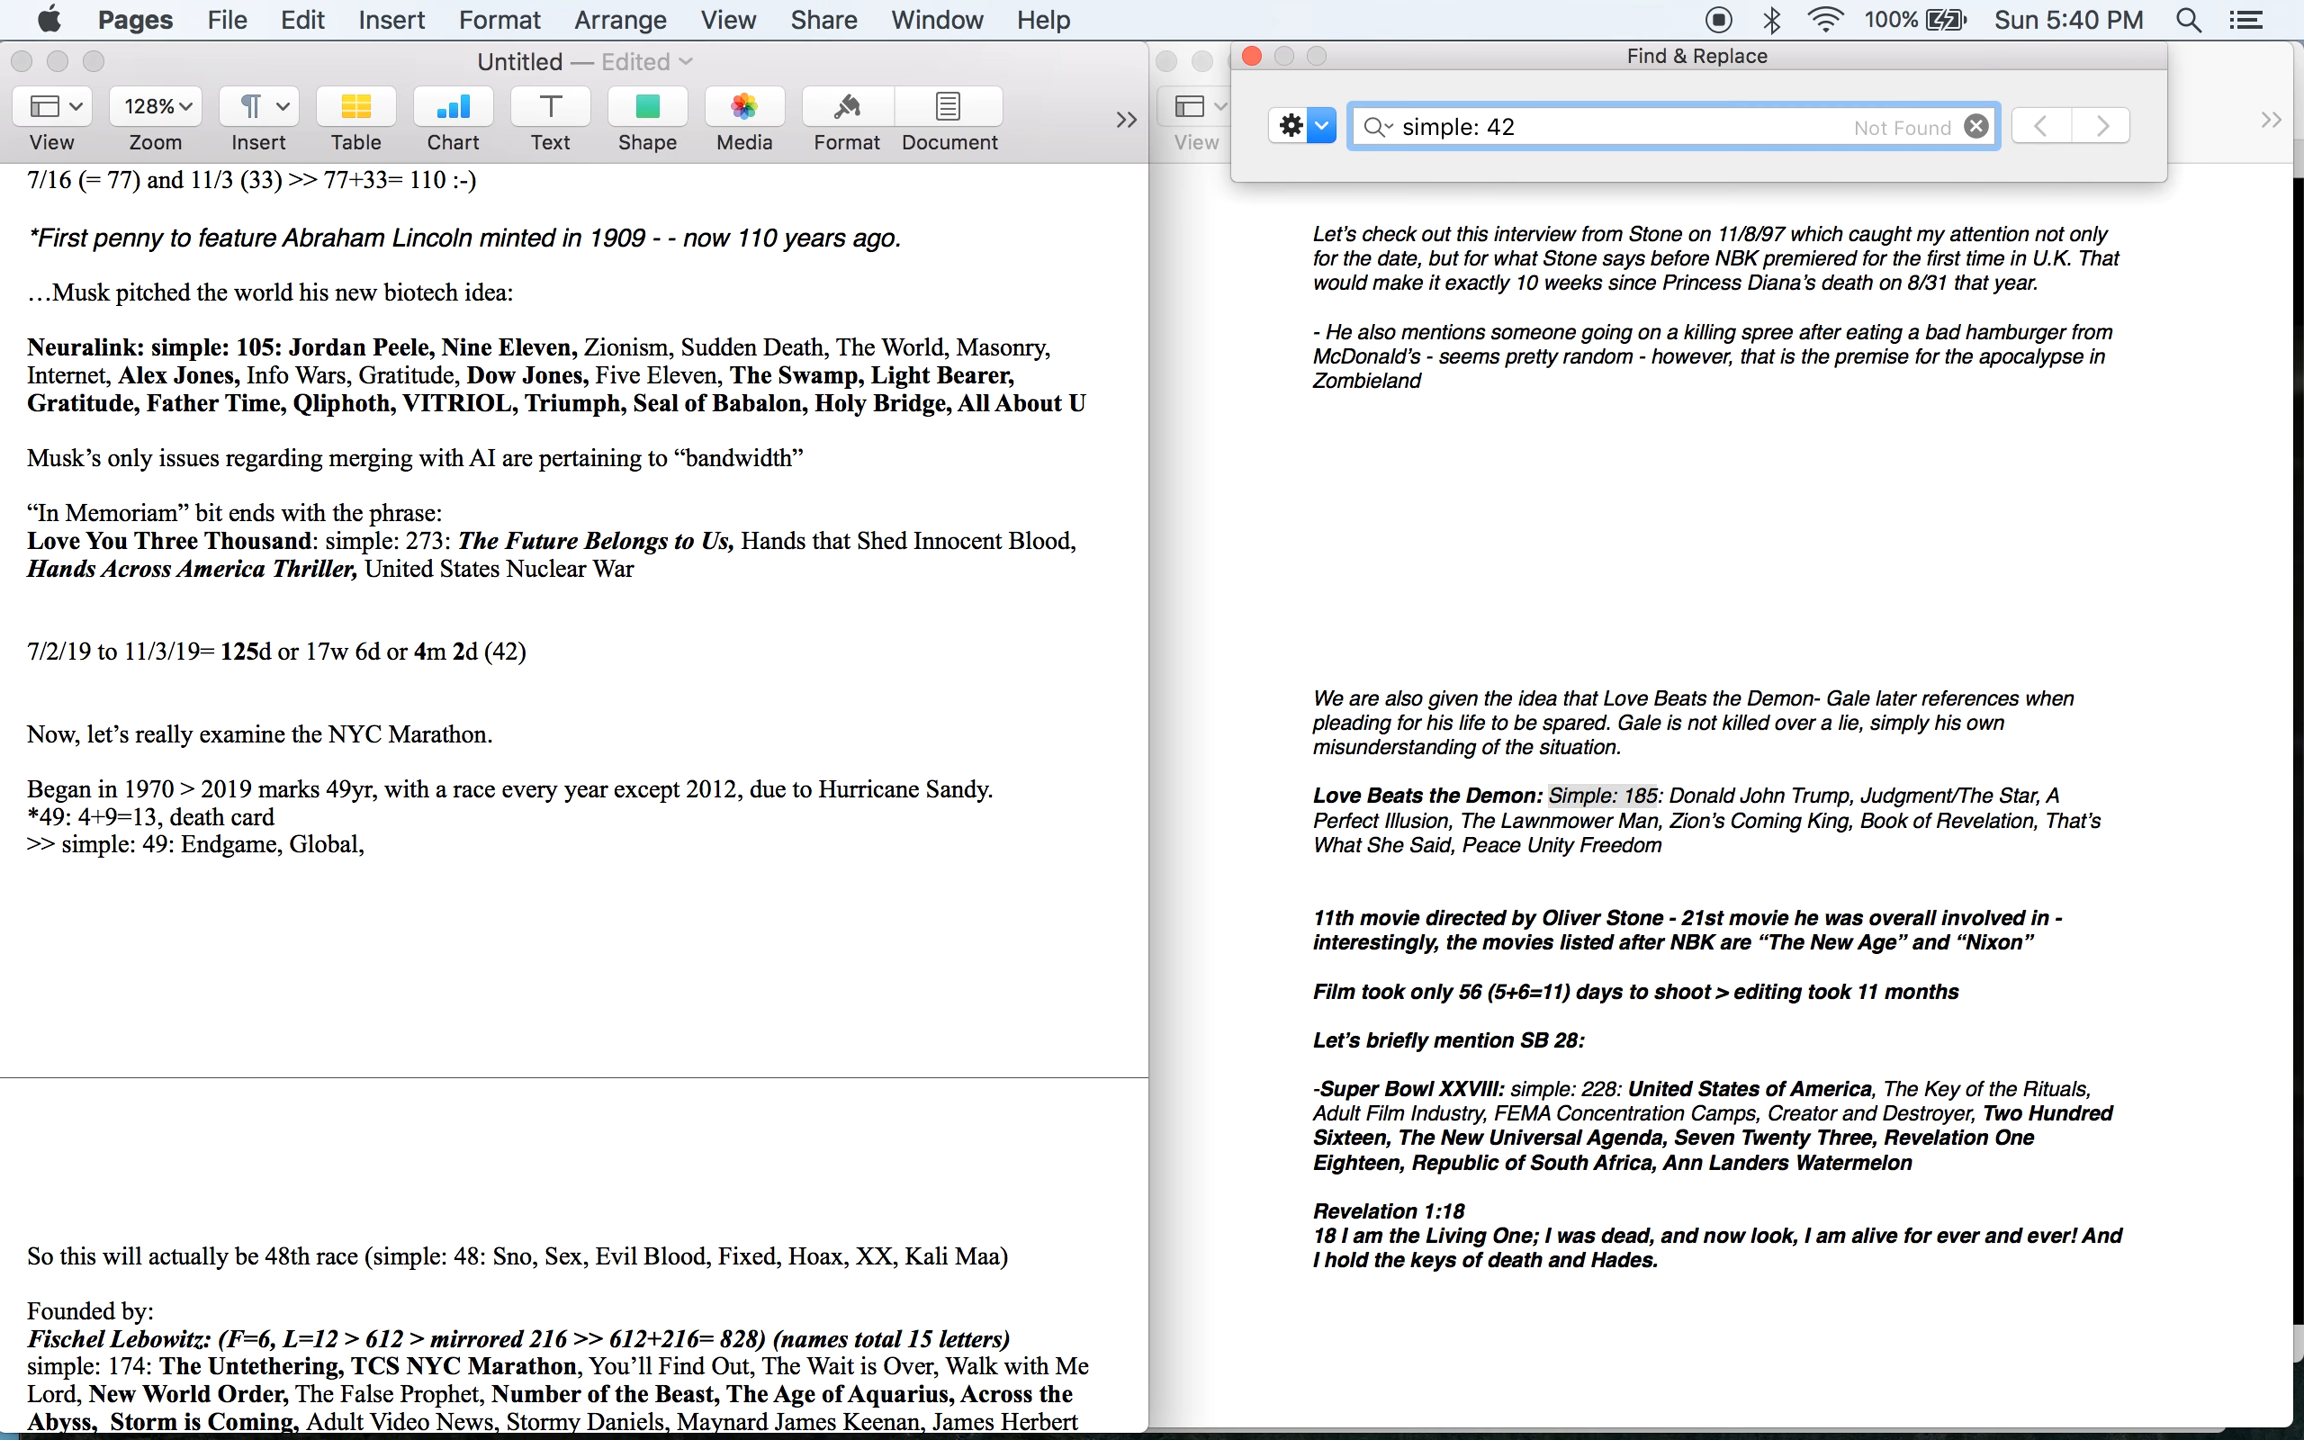 Pages File Edit Insert Format Arrange View Share Window Help 100% Sun 5:40 PM
Untitled — Edited
128%
View Zoom Insert Table Chart Text Shape Media Format Document
7/16 (= 77) and 11/3 (33) >> 77+33= 110 :-)
*First penny to feature Abraham Lincoln minted in 1909 - - now 110 years ago.
…Musk pitched the world his new biotech idea:
Neuralink: simple: 105: Jordan Peele, Nine Eleven, Zionism, Sudden Death, The World, Masonry,
Internet, Alex Jones, Info Wars, Gratitude, Dow Jones, Five Eleven, The Swamp, Light Bearer,
Gratitude, Father Time, Qliphoth, VITRIOL, Triumph, Seal of Babalon, Holy Bridge, All About U
Musk’s only issues regarding merging with AI are pertaining to “bandwidth”
“In Memoriam” bit ends with the phrase:
Love You Three Thousand: simple: 273: The Future Belongs to Us, Hands that Shed Innocent Blood,
Hands Across America Thriller, United States Nuclear War
7/2/19 to 11/3/19= 125d or 17w 6d or 4m 2d (42)
Now, let’s really examine the NYC Marathon.
Began in 1970 > 2019 marks 49yr, with a race every year except 2012, due to Hurricane Sandy.
*49: 4+9=13, death card
>> simple: 49: Endgame, Global,
So this will actually be 48th race (simple: 48: Sno, Sex, Evil Blood, Fixed, Hoax, XX, Kali Maa)
Founded by:
Fischel Lebowitz: (F=6, L=12 > 612 > mirrored 216 >> 612+216= 828) (names total 15 letters)
simple: 174: The Untethering, TCS NYC Marathon, You’ll Find Out, The Wait is Over, Walk with Me
Lord, New World Order, The False Prophet, Number of the Beast, The Age of Aquarius, Across the
Abyss, Storm is Coming, Adult Video News, Stormy Daniels, Maynard James Keenan, James Herbert
View
Find & Replace
simple: 42 Not Found
Let’s check out this interview from Stone on 11/8/97 which caught my attention not only
for the date, but for what Stone says before NBK premiered for the first time in U.K. That
would make it exactly 10 weeks since Princess Diana’s death on 8/31 that year.
- He also mentions someone going on a killing spree after eating a bad hamburger from
McDonald’s - seems pretty random - however, that is the premise for the apocalypse in
Zombieland
We are also given the idea that Love Beats the Demon- Gale later references when
pleading for his life to be spared. Gale is not killed over a lie, simply his own
misunderstanding of the situation.
Love Beats the Demon: Simple: 185: Donald John Trump, Judgment/The Star, A
Perfect Illusion, The Lawnmower Man, Zion’s Coming King, Book of Revelation, That’s
What She Said, Peace Unity Freedom
11th movie directed by Oliver Stone - 21st movie he was overall involved in -
interestingly, the movies listed after NBK are “The New Age” and “Nixon”
Film took only 56 (5+6=11) days to shoot > editing took 11 months
Let’s briefly mention SB 28:
-Super Bowl XXVIII: simple: 228: United States of America, The Key of the Rituals,
Adult Film Industry, FEMA Concentration Camps, Creator and Destroyer, Two Hundred
Sixteen, The New Universal Agenda, Seven Twenty Three, Revelation One
Eighteen, Republic of South Africa, Ann Landers Watermelon
Revelation 1:18
18 I am the Living One; I was dead, and now look, I am alive for ever and ever! And
I hold the keys of death and Hades.